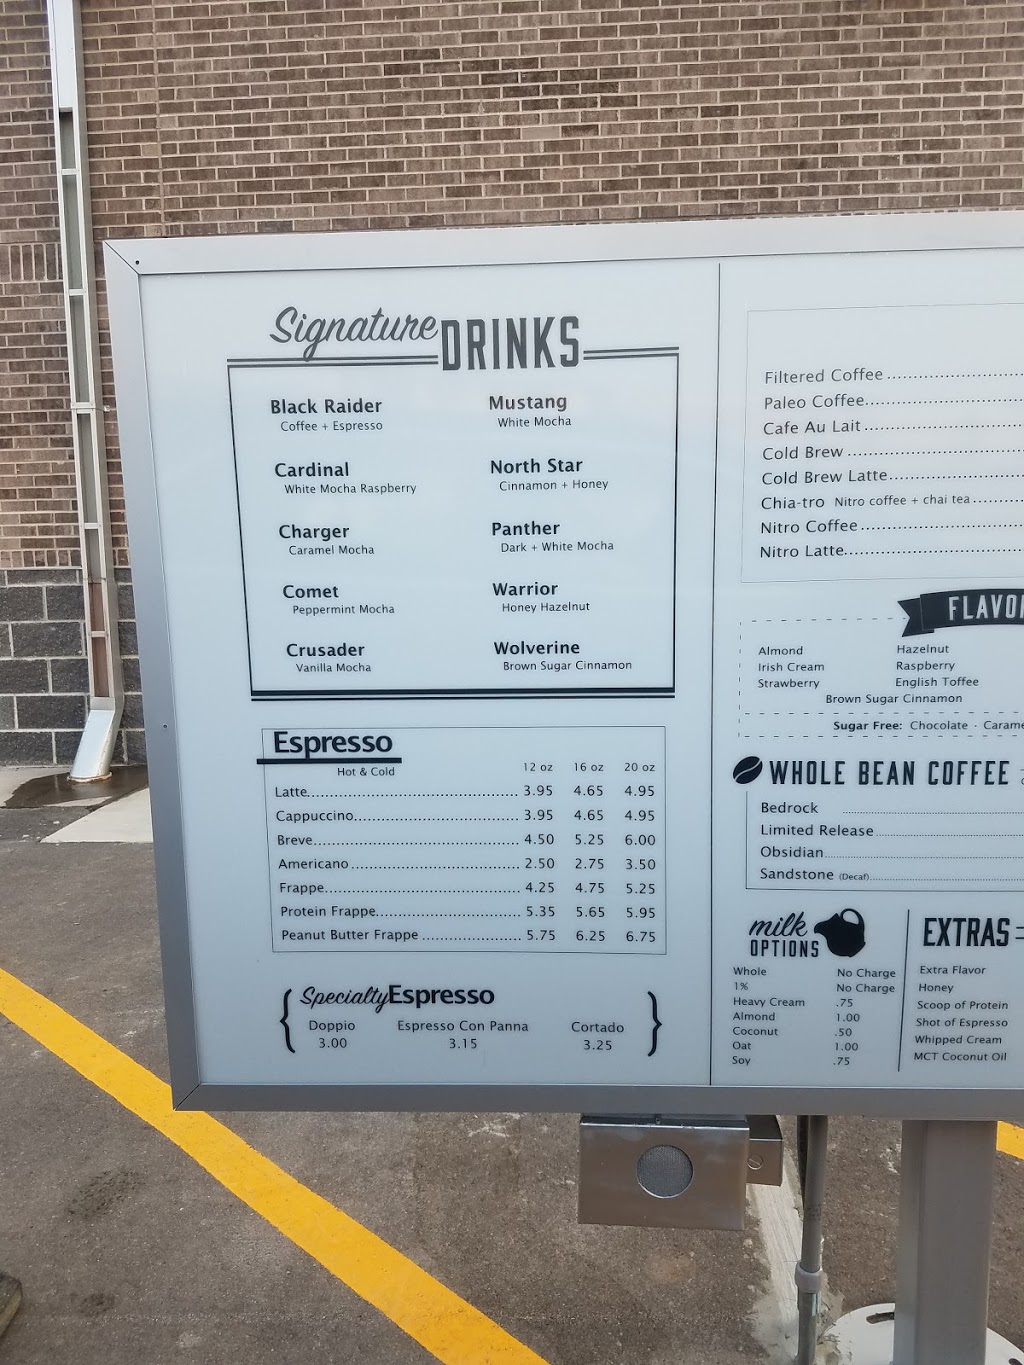 Signature DRINKS
Black Raider
Coffee + Espresso
Cardinal
White Mocha Raspberry
Charger
Caramel Mocha
Comet
Peppermint Mocha
Crusader
Vanilla Mocha
Mustang
White Mocha
North Star
Cinnamon + Honey
Panther
Dark + White Mocha
Warrior
Honey Hazelnut
Wolverine
Brown Sugar Cinnamon
Espresso
Hot & Cold 12 oz 16 oz 20 oz
Latte 3.95 4.65 4.95
Cappuccino 3.95 4.65 4.95
Breve 4.50 5.25 6.00
Americano 2.50 2.75 3.50
Frappe 4.25 4.75 5.25
Protein Frappe 5.35 5.65 5.95
Peanut Butter Frappe 5.75 6.25 6.75
Specialty Espresso
Doppio Espresso Con Panna Cortado
3.00 3.15 3.25
Filtered Coffee
Paleo Coffee
Cafe Au Lait
Cold Brew
Cold Brew Latte
Chia-tro Nitro coffee + chai tea
Nitro Coffee
Nitro Latte
FLAVO
Almond Hazelnut
Irish Cream Raspberry
Strawberry English Toffee
Brown Sugar Cinnamon
Sugar Free: Chocolate · Carame
WHOLE BEAN COFFEE
Bedrock
Limited Release
Obsidian
Sandstone (Decaf)
milk OPTIONS
Whole No Charge
1% No Charge
Heavy Cream .75
Almond 1.00
Coconut .50
Oat 1.00
Soy .75
EXTRAS
Extra Flavor
Honey
Scoop of Protein
Shot of Espresso
Whipped Cream
MCT Coconut Oil